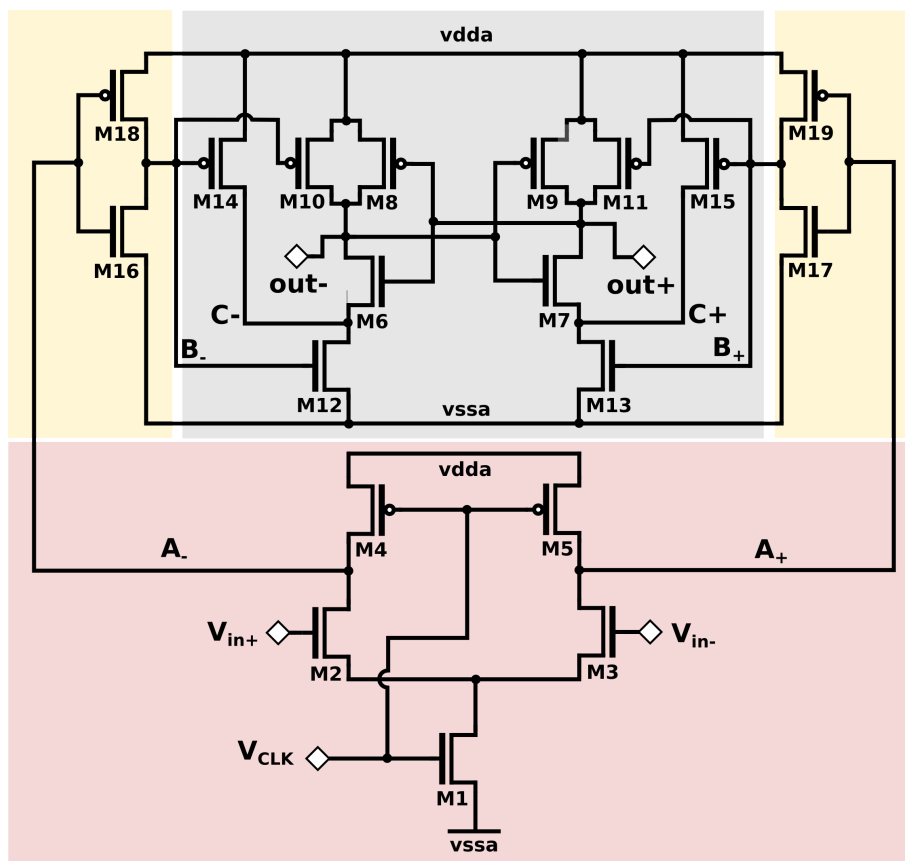 vdda
M18
M19
M14
M10
M8
M9
M11
M15
M16
M17
out-
out+
C-
M6
M7
C+
B-
B+
M12
vssa
M13
vdda
M4
M5
A-
A+
Vin+
Vin-
M2
M3
VCLK
M1
vssa